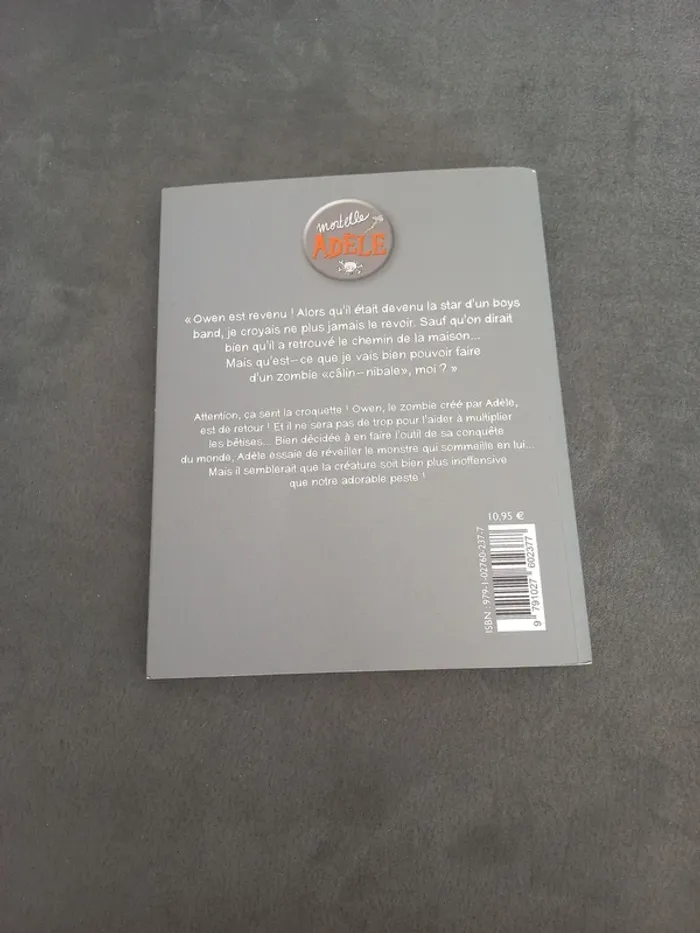 mortelle
ADÈLE
« Owen est revenu ! Alors qu'il était devenu la star d'un boys
band, je croyais ne plus jamais le revoir. Sauf qu'on dirait
bien qu'il a retrouvé le chemin de la maison...
Mais qu'est-ce que je vais bien pouvoir faire
d'un zombie «câlin-nibale», moi ? »
Attention, ça sent la croquette ! Owen, le zombie créé par Adèle,
est de retour ! Et il ne sera pas de trop pour l'aider à multiplier
les bêtises... Bien décidée à en faire l'outil de sa conquête
du monde, Adèle essaie de réveiller le monstre qui sommeille en lui...
Mais il semblerait que la créature soit bien plus inoffensive
que notre adorable peste !
10,95 €
ISBN : 979-1-02760-237-7
9 791027 602377